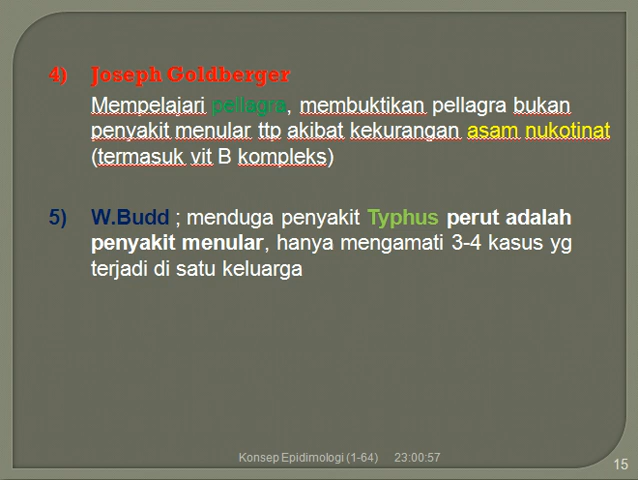 4) Joseph Goldberger
Mempelajari pellagra, membuktikan pellagra bukan
penyakit menular ttp akibat kekurangan asam nukotinat
(termasuk vit B kompleks)
5) W.Budd ; menduga penyakit Typhus perut adalah
penyakit menular, hanya mengamati 3-4 kasus yg
terjadi di satu keluarga
Konsep Epidimologi (1-64) 23:00:57
15